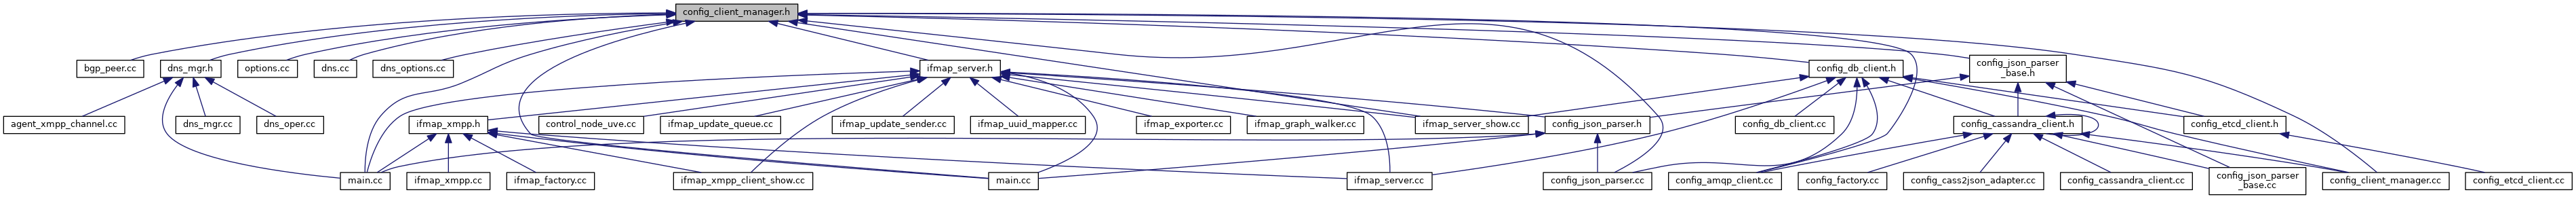 config_client_manager.h
bgp_peer.cc
dns_mgr.h
options.cc
dns.cc
dns_options.cc
ifmap_server.h
config_db_client.h
config_json_parser
_base.h
agent_xmpp_channel.cc
dns_mgr.cc
dns_oper.cc
ifmap_xmpp.h
control_node_uve.cc
ifmap_update_queue.cc
ifmap_update_sender.cc
ifmap_uuid_mapper.cc
ifmap_exporter.cc
ifmap_graph_walker.cc
ifmap_server_show.cc
config_json_parser.h
config_db_client.cc
config_cassandra_client.h
config_etcd_client.h
main.cc
ifmap_xmpp.cc
ifmap_factory.cc
ifmap_xmpp_client_show.cc
main.cc
ifmap_server.cc
config_json_parser.cc
config_amqp_client.cc
config_factory.cc
config_cass2json_adapter.cc
config_cassandra_client.cc
config_json_parser
_base.cc
config_client_manager.cc
config_etcd_client.cc